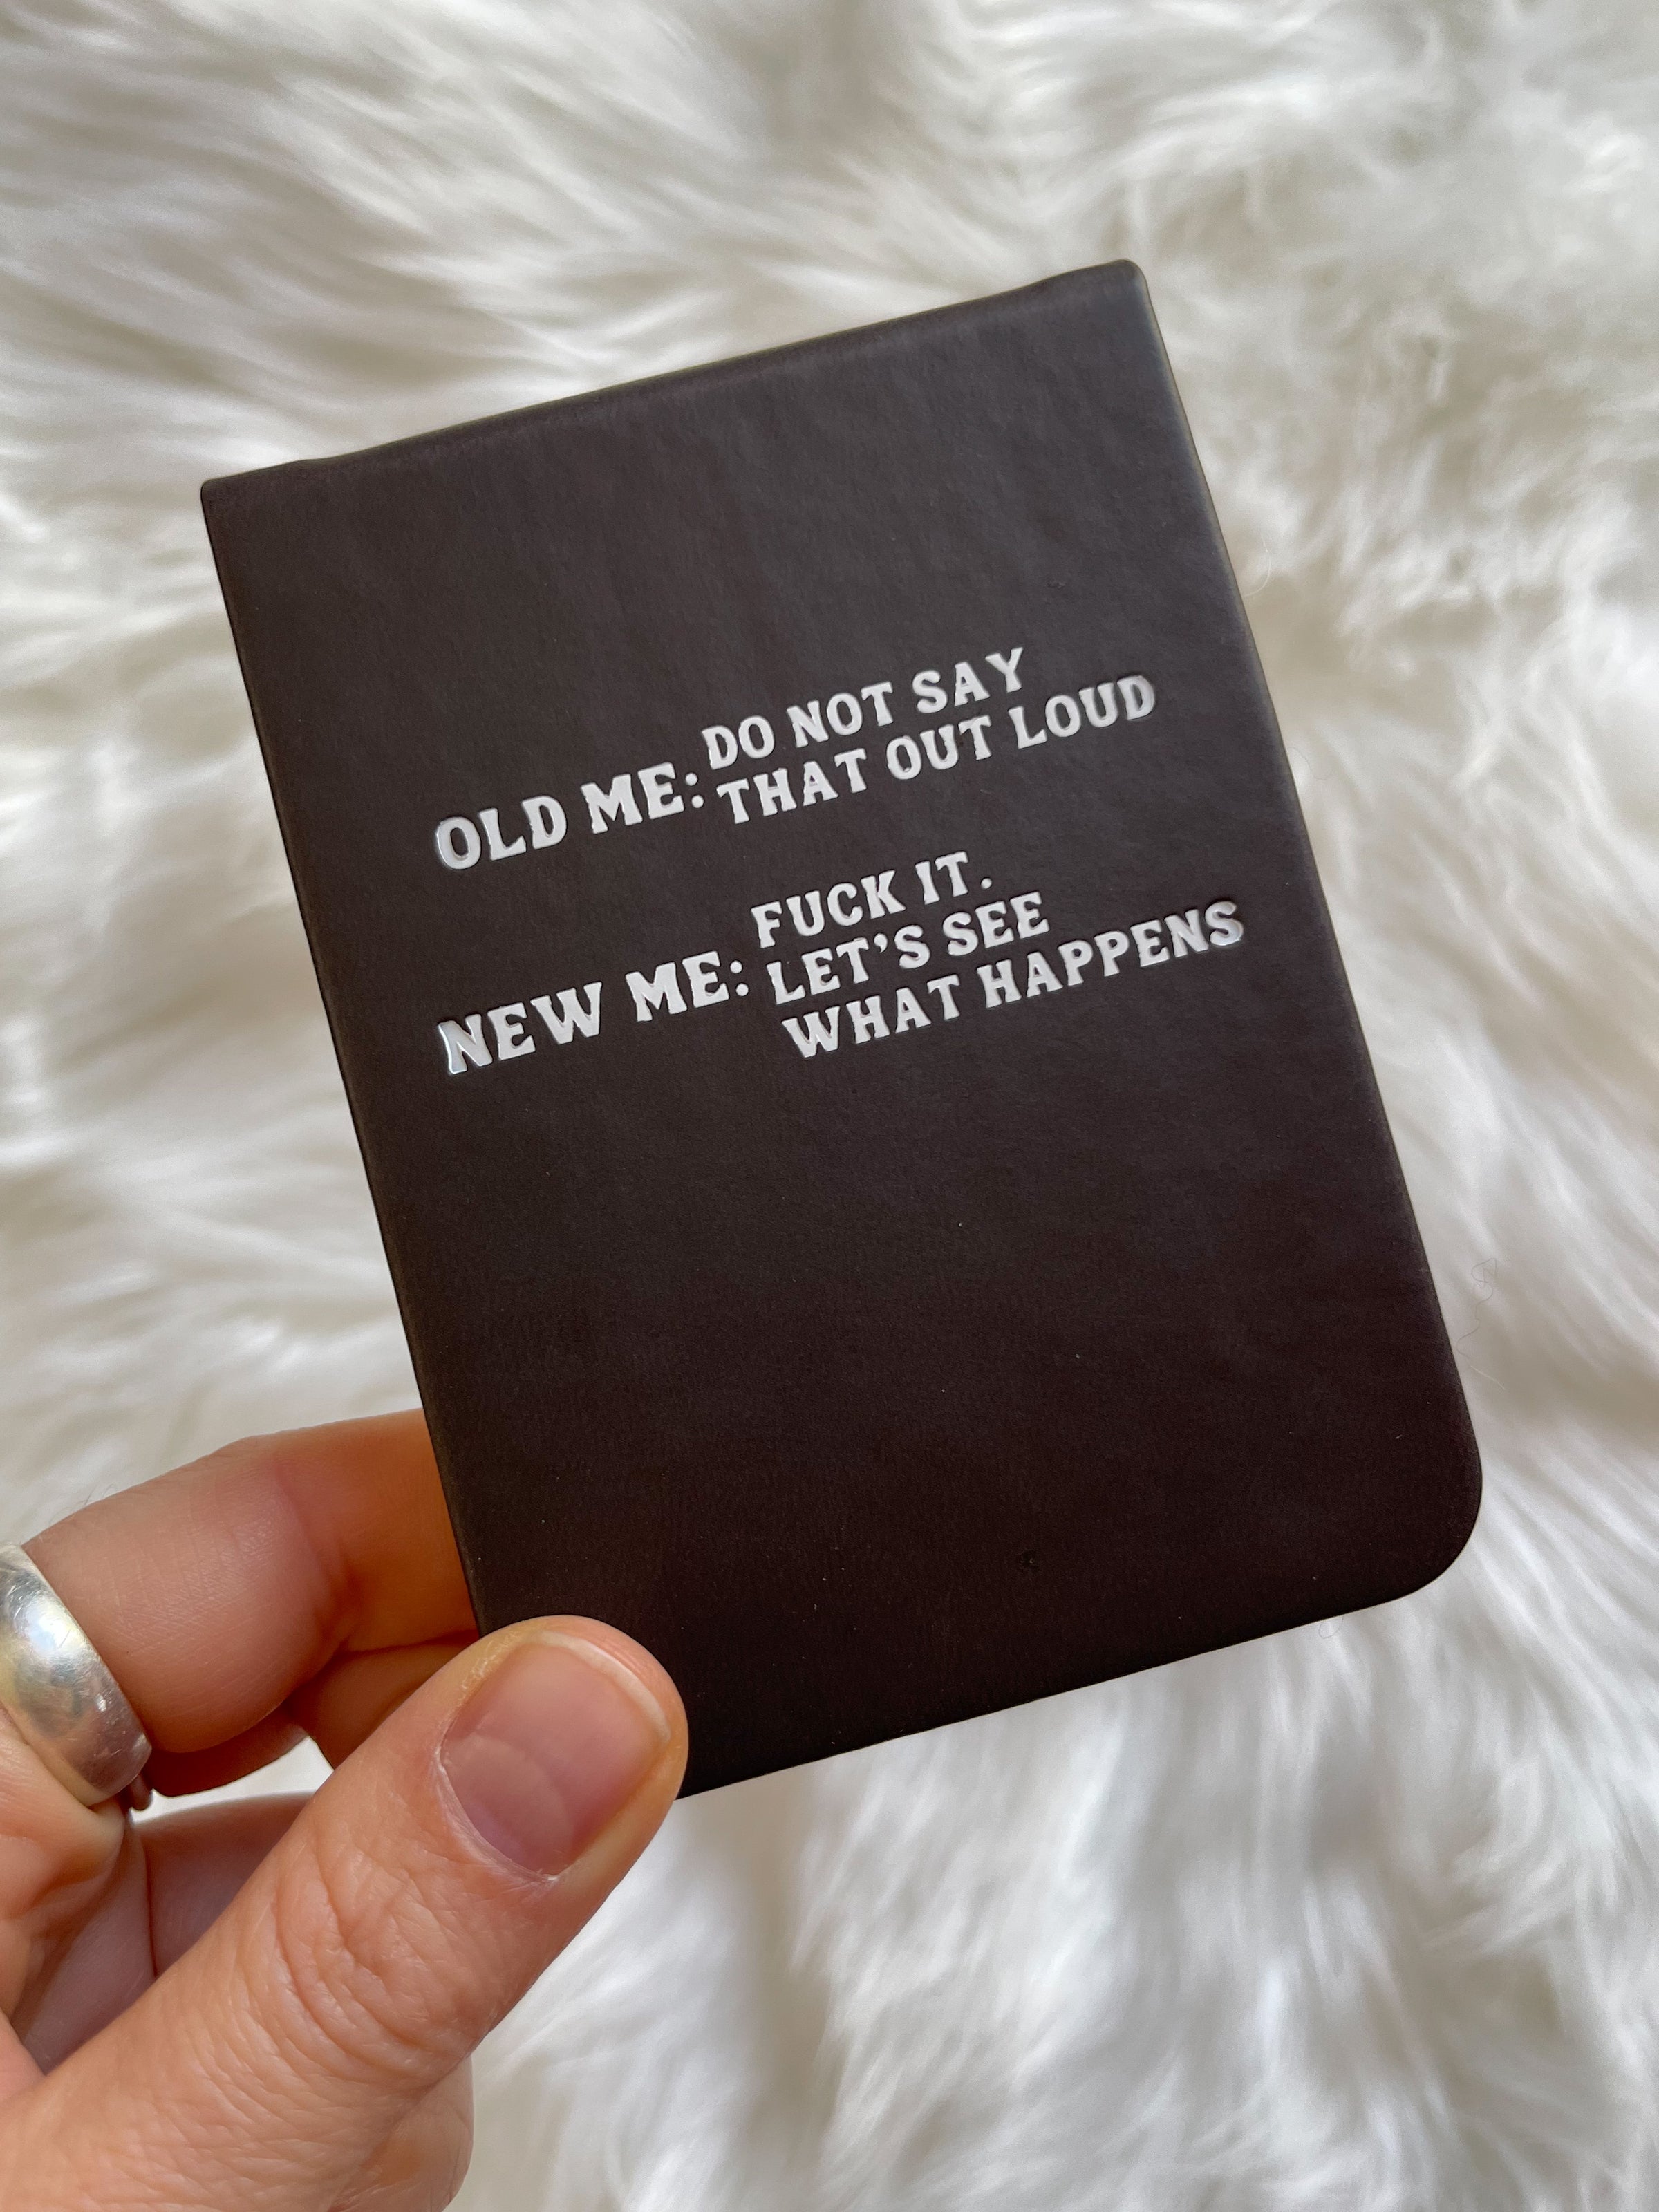 OLD ME: DO NOT SAY
THAT OUT LOUD
NEW ME: FUCK IT.
LET'S SEE
WHAT HAPPENS